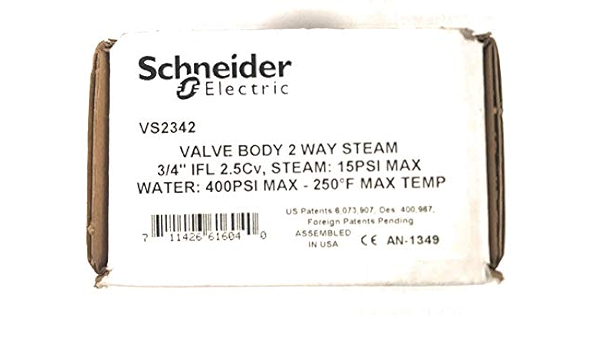 Schneider
Electric
VS2342
VALVE BODY 2 WAY STEAM
3/4" IFL 2.5Cv, STEAM: 15PSI MAX
WATER: 400PSI MAX - 250°F MAX TEMP
US Patents 6,073,907, Des. 400,967,
Foreign Patents Pending
ASSEMBLED
IN USA CE AN-1349
7 11426 61604 0